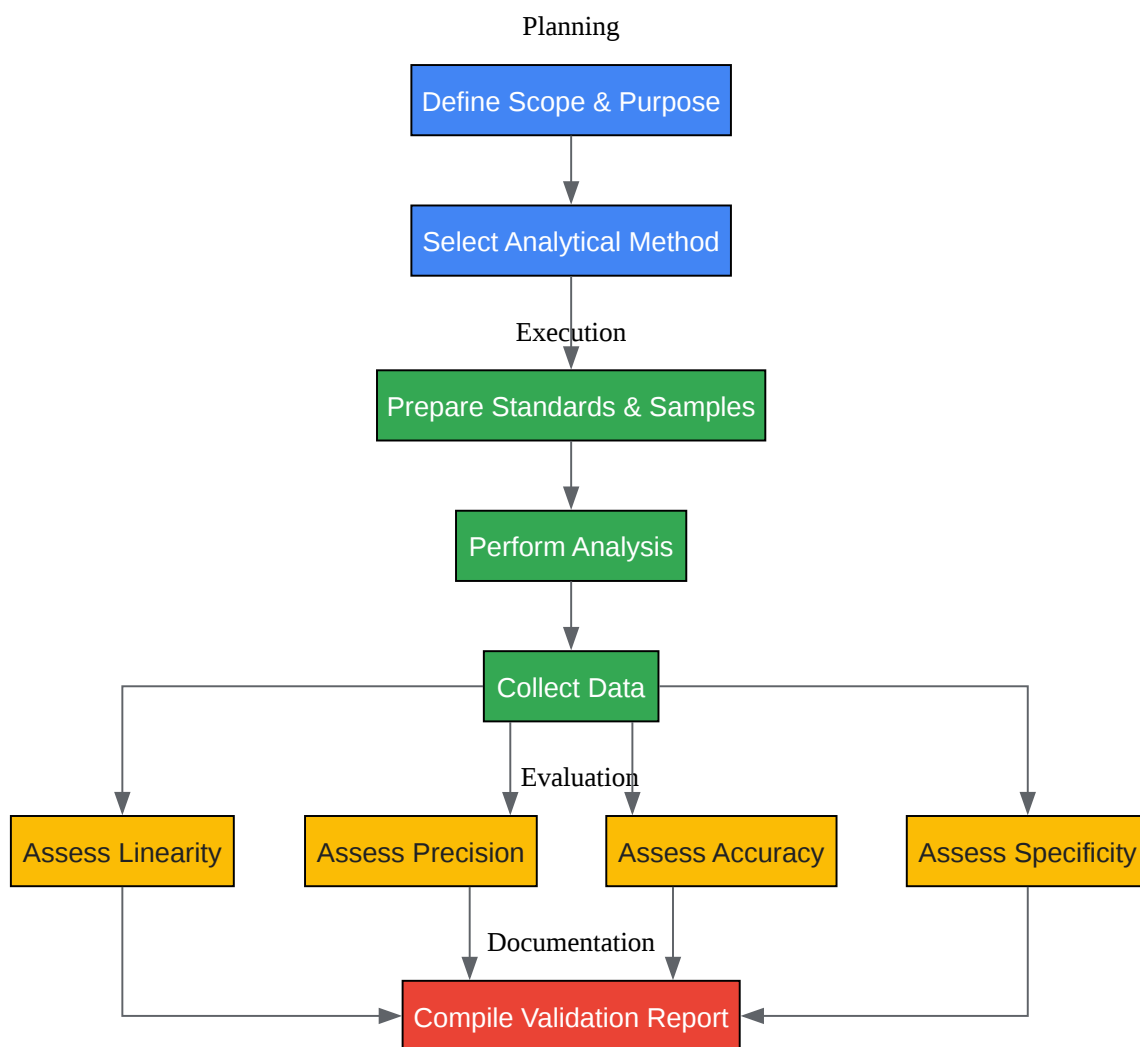 Planning
Define Scope & Purpose
Select Analytical Method
Execution
Prepare Standards & Samples
Perform Analysis
Collect Data
Evaluation
Assess Linearity
Assess Precision
Assess Accuracy
Assess Specificity
Documentation
Compile Validation Report